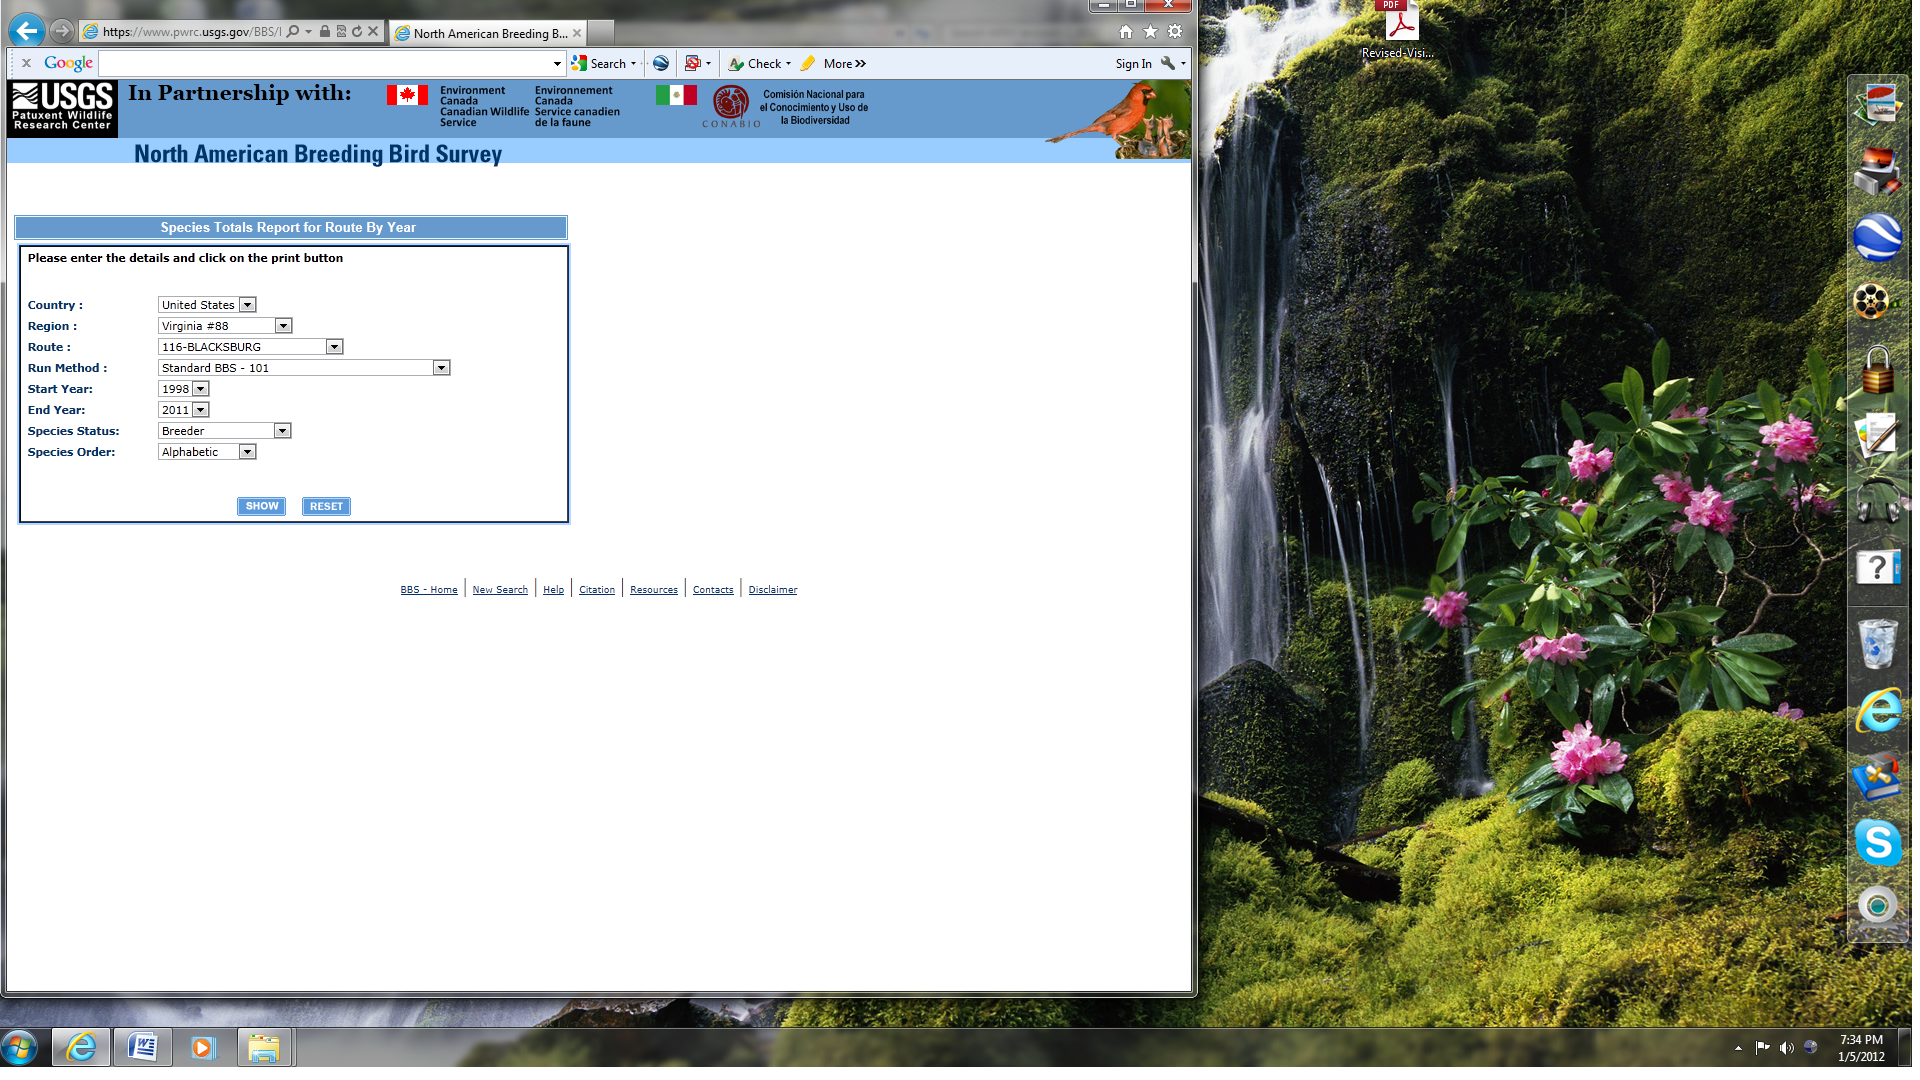 https://www.pwrc.usgs.gov/BBS/
North American Breeding B...
Google
Search
Check
More »
Sign In
USGS
Patuxent Wildlife
Research Center
In Partnership with:
Environment
Canada
Canadian Wildlife
Service
Environnement
Canada
Service canadien
de la faune
CONABIO
Comisión Nacional para
el Conocimiento y Uso de
la Biodiversidad
North American Breeding Bird Survey
Species Totals Report for Route By Year
Please enter the details and click on the print button
Country : United States
Region : Virginia #88
Route : 116-BLACKSBURG
Run Method : Standard BBS - 101
Start Year: 1998
End Year: 2011
Species Status: Breeder
Species Order: Alphabetic
SHOW RESET
BBS - Home New Search Help Citation Resources Contacts Disclaimer
PDF
Revised-Visi...
7:34 PM
1/5/2012